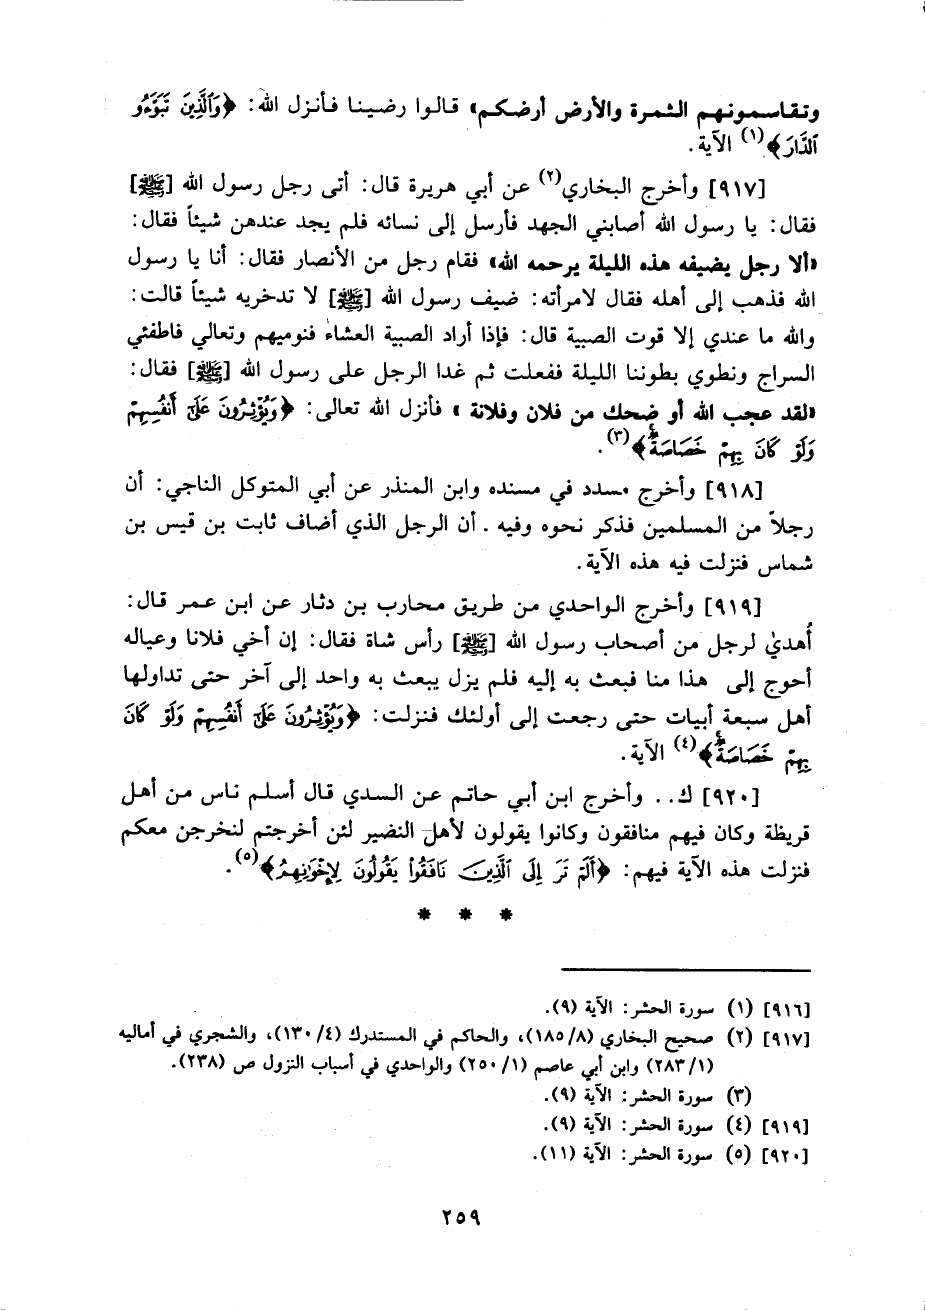 وتقاسمونهم الثمرة والأرض أرضكم» قالوا رضينا فأنزل الله: ﴿وَالَّذِينَ تَبَوَّءُو
الدَّارَ﴾(١) الآية.
[٩١٧] وأخرج البخاري(٢) عن أبي هريرة قال: أتى رجل رسول الله [ﷺ]
فقال: يا رسول الله أصابني الجهد فأرسل إلى نسائه فلم يجد عندهن شيئاً فقال:
«ألا رجل يضيفه هذه الليلة يرحمه الله» فقام رجل من الأنصار فقال: أنا يا رسول
الله فذهب إلى أهله فقال لامرأته: ضيف رسول الله [ﷺ] لا تدخريه شيئاً قالت:
والله ما عندي إلا قوت الصبية قال: فإذا أراد الصبية العشاء فنوميهم وتعالي فاطفئي
السراج ونطوي بطوننا الليلة ففعلت ثم غدا الرجل على رسول الله [ﷺ] فقال:
«لقد عجب الله أو ضحك من فلان وفلانة» فأنزل الله تعالى: ﴿وَيُؤْثِرُونَ عَلَىٰ أَنفُسِهِمْ
وَلَوْ كَانَ بِهِمْ خَصَاصَةٌ﴾(٣).
[٩١٨] وأخرج مسدد في مسنده وابن المنذر عن أبي المتوكل الناجي: أن
رجلاً من المسلمين فذكر نحوه وفيه. أن الرجل الذي أضاف ثابت بن قيس بن
شماس فنزلت فيه هذه الآية.
[٩١٩] وأخرج الواحدي من طريق محارب بن دثار عن ابن عمر قال:
أُهدي لرجل من أصحاب رسول الله [ﷺ] رأس شاة فقال: إن أخي فلانا وعياله
أحوج إلى هذا منا فبعث به إليه فلم يزل يبعث به واحد إلى آخر حتى تداولها
أهل سبعة أبيات حتى رجعت إلى أولئك فنزلت: ﴿وَيُؤْثِرُونَ عَلَىٰ أَنفُسِهِمْ وَلَوْ كَانَ
بِهِمْ خَصَاصَةٌ﴾(٤) الآية.
[٩٢٠] ك.. وأخرج ابن أبي حاتم عن السدي قال أسلم ناس من أهل
قريظة وكان فيهم منافقون وكانوا يقولون لأهل النضير لئن أخرجتم لنخرجن معكم
فنزلت هذه الآية فيهم: ﴿أَلَمْ تَرَ إِلَى الَّذِينَ نَافَقُوا يَقُولُونَ لِإِخْوَانِهِمُ﴾(٥).
* * *
[٩١٦] (١) سورة الحشر: الآية (٩).
[٩١٧] (٢) صحيح البخاري (١٨٥/٨)، والحاكم في المستدرك (١٣٠/٤)، والشجري في أماليه
(٢٨٣/١) وابن أبي عاصم (٢٥٠/١) والواحدي في أسباب النزول ص (٢٣٨).
(٣) سورة الحشر: الآية (٩).
[٩١٩] (٤) سورة الحشر: الآية (٩).
[٩٢٠] (٥) سورة الحشر: الآية (١١).
٢٥٩